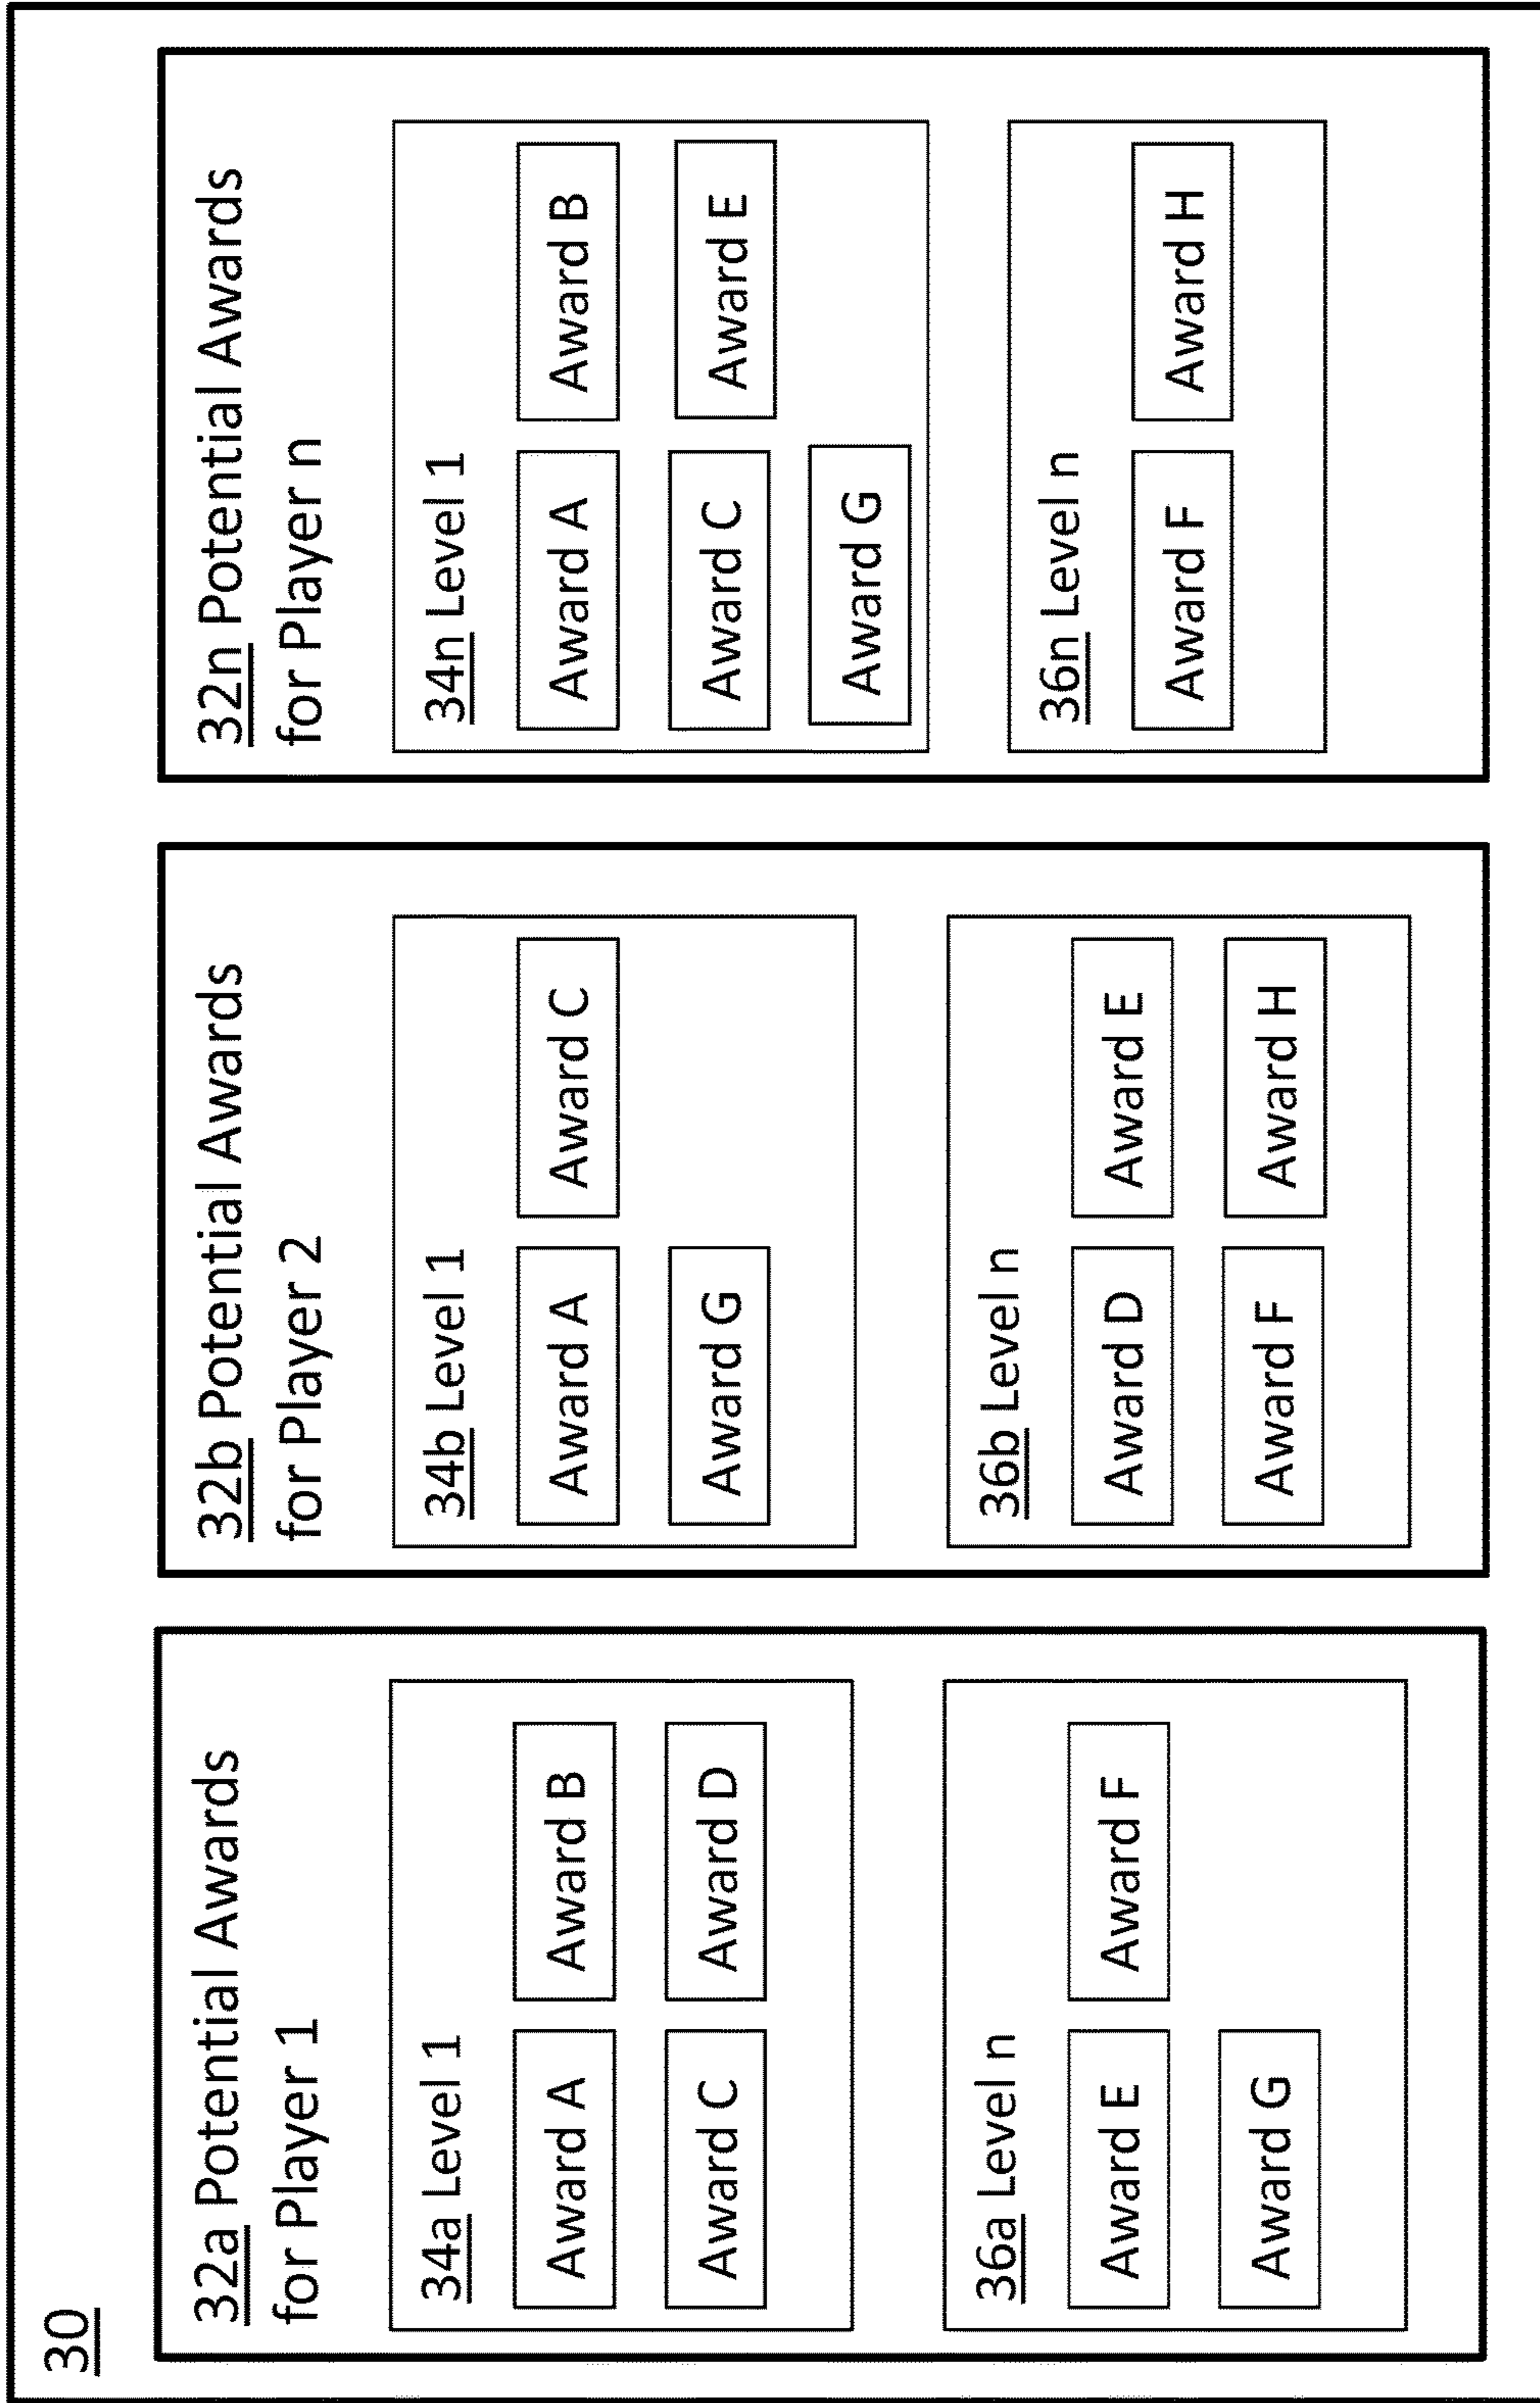 30
32a Potential Awards
for Player 1
34a Level 1
Award A
Award B
Award C
Award D
36a Level n
Award E
Award F
Award G
32b Potential Awards
for Player 2
34b Level 1
Award A
Award C
Award G
36b Level n
Award D
Award E
Award F
Award H
32n Potential Awards
for Player n
34n Level 1
Award A
Award B
Award C
Award E
Award G
36n Level n
Award F
Award H